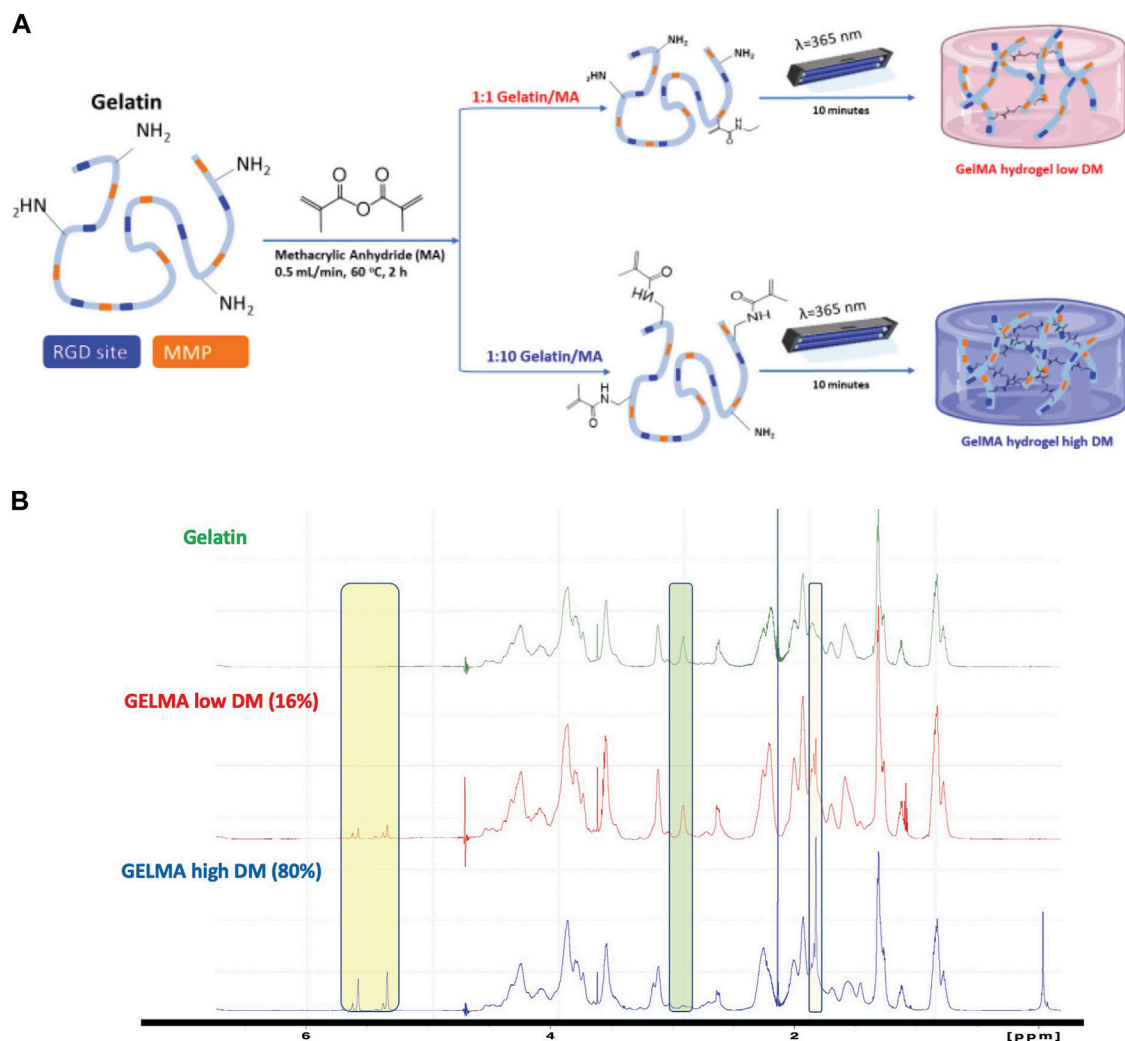 A
Gelatin
NH2
NH2
2HN
NH2
RGD site
MMP
O
O
O
Methacrylic Anhydride (MA)
0.5 mL/min, 60 °C, 2 h
1:1 Gelatin/MA
NH2
NH2
2HN
O
N
H
λ=365 nm
10 minutes
GelMA hydrogel low DM
1:10 Gelatin/MA
O
HN
O
NH
O
H
N
NH2
λ=365 nm
10 minutes
GelMA hydrogel high DM
B
Gelatin
GELMA low DM (16%)
GELMA high DM (80%)
6
4
2
[ppm]